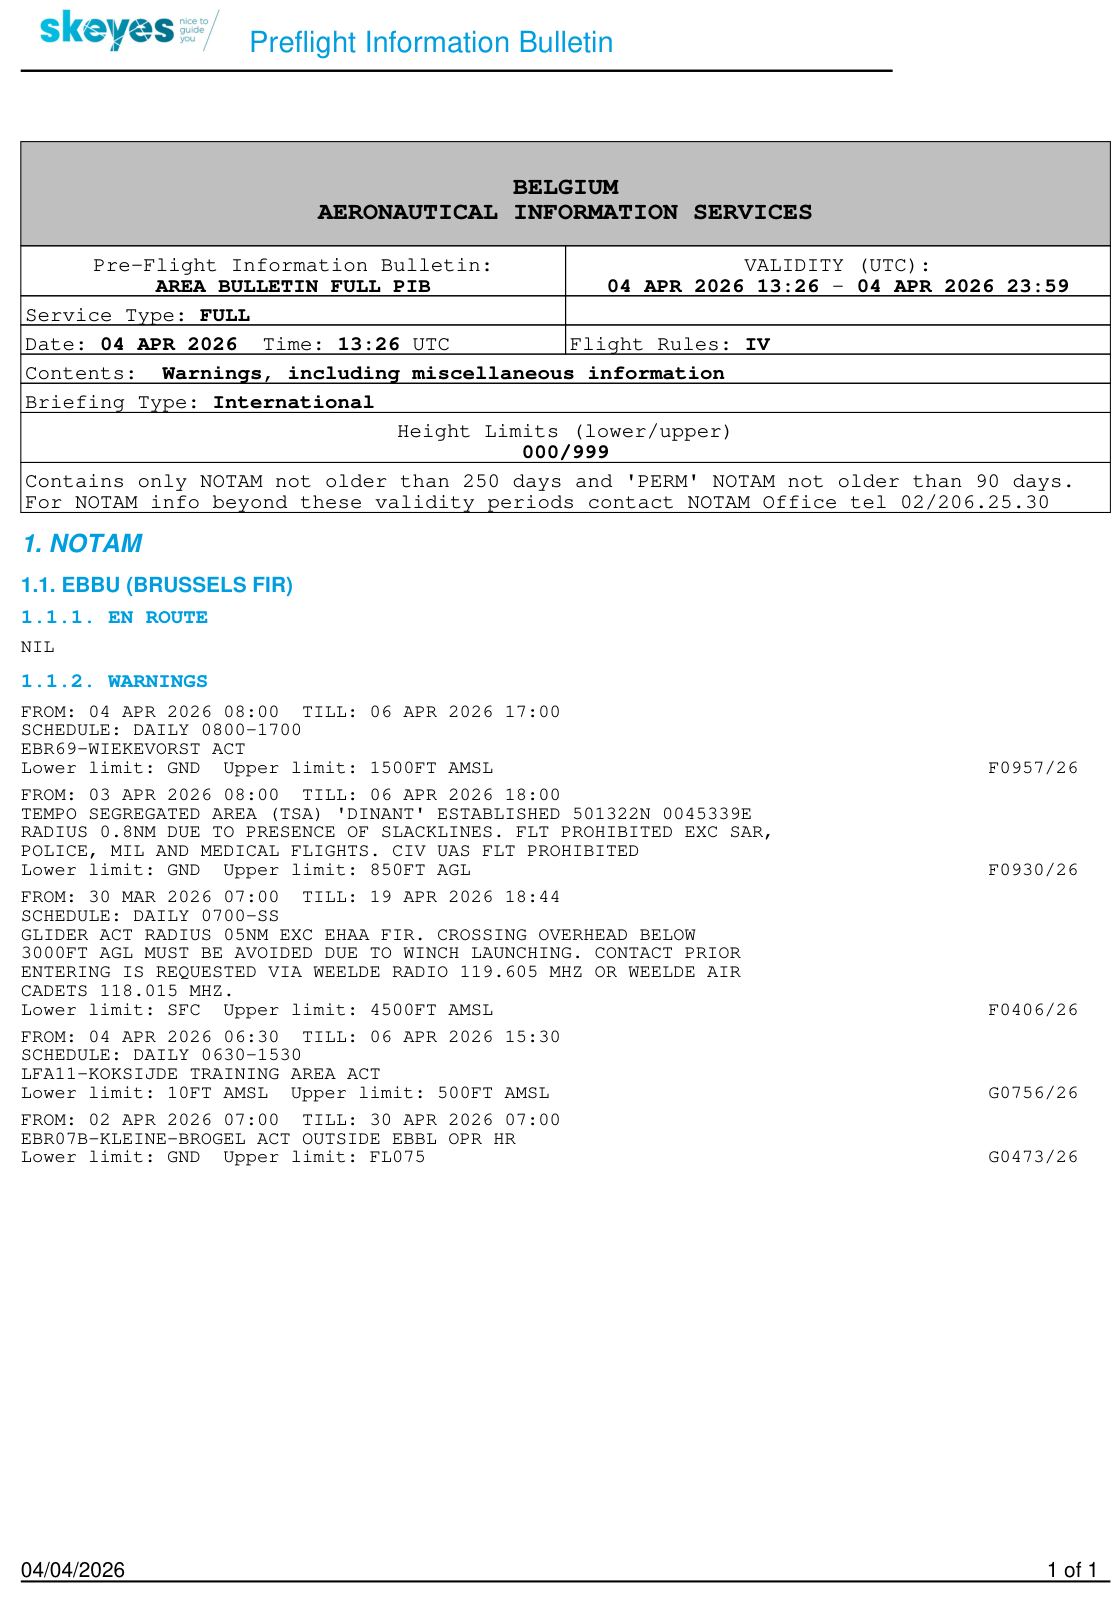 skeyes nice to
guide
you
Preflight Information Bulletin
BELGIUM
AERONAUTICAL INFORMATION SERVICES
Pre-Flight Information Bulletin:
AREA BULLETIN FULL PIB
VALIDITY (UTC):
04 APR 2026 13:26 - 04 APR 2026 23:59
Service Type: FULL
Date: 04 APR 2026  Time: 13:26 UTC
Flight Rules: IV
Contents:  Warnings, including miscellaneous information
Briefing Type: International
Height Limits (lower/upper)
000/999
Contains only NOTAM not older than 250 days and 'PERM' NOTAM not older than 90 days.
For NOTAM info beyond these validity periods contact NOTAM Office tel 02/206.25.30
1. NOTAM
1.1. EBBU (BRUSSELS FIR)
1.1.1. EN ROUTE
NIL
1.1.2. WARNINGS
FROM: 04 APR 2026 08:00  TILL: 06 APR 2026 17:00
SCHEDULE: DAILY 0800-1700
EBR69-WIEKEVORST ACT
Lower limit: GND  Upper limit: 1500FT AMSL F0957/26
FROM: 03 APR 2026 08:00  TILL: 06 APR 2026 18:00
TEMPO SEGREGATED AREA (TSA) 'DINANT' ESTABLISHED 501322N 0045339E
RADIUS 0.8NM DUE TO PRESENCE OF SLACKLINES. FLT PROHIBITED EXC SAR,
POLICE, MIL AND MEDICAL FLIGHTS. CIV UAS FLT PROHIBITED
Lower limit: GND  Upper limit: 850FT AGL F0930/26
FROM: 30 MAR 2026 07:00  TILL: 19 APR 2026 18:44
SCHEDULE: DAILY 0700-SS
GLIDER ACT RADIUS 05NM EXC EHAA FIR. CROSSING OVERHEAD BELOW
3000FT AGL MUST BE AVOIDED DUE TO WINCH LAUNCHING. CONTACT PRIOR
ENTERING IS REQUESTED VIA WEELDE RADIO 119.605 MHZ OR WEELDE AIR
CADETS 118.015 MHZ.
Lower limit: SFC  Upper limit: 4500FT AMSL F0406/26
FROM: 04 APR 2026 06:30  TILL: 06 APR 2026 15:30
SCHEDULE: DAILY 0630-1530
LFA11-KOKSIJDE TRAINING AREA ACT
Lower limit: 10FT AMSL  Upper limit: 500FT AMSL G0756/26
FROM: 02 APR 2026 07:00  TILL: 30 APR 2026 07:00
EBR07B-KLEINE-BROGEL ACT OUTSIDE EBBL OPR HR
Lower limit: GND  Upper limit: FL075 G0473/26
04/04/2026 1 of 1